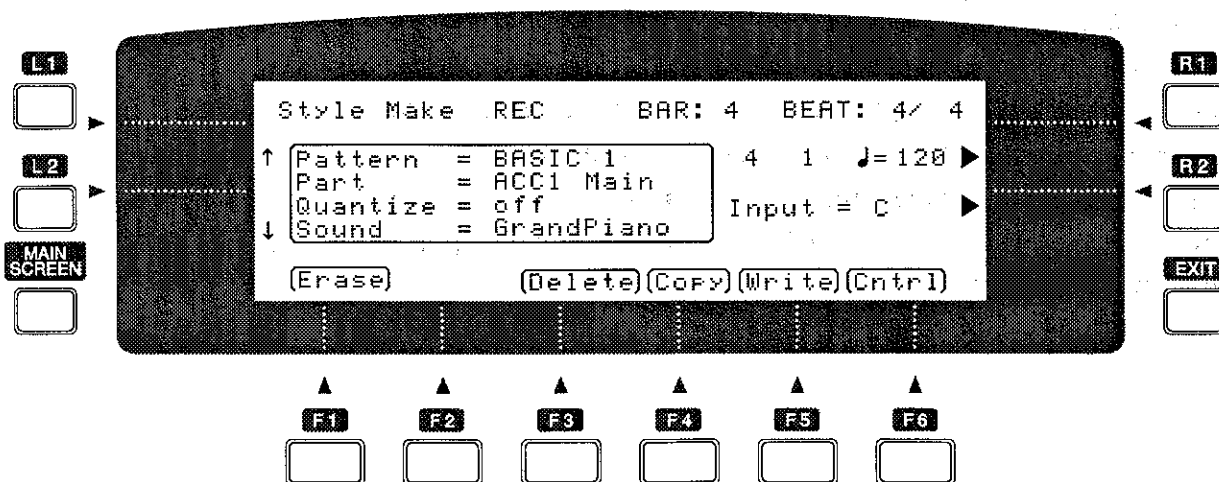 L1
R1
Style Make REC BAR: 4 BEAT: 4/ 4
L2
↑ Pattern = BASIC 1 4 1 ♩=120 ▶
R2
Part = ACC1 Main
Quantize = off Input = C ▶
↓ Sound = GrandPiano
MAIN SCREEN
EXIT
(Erase) (Delete) (Copy) (Write) (Cntrl)
F1 F2 F3 F4 F5 F6